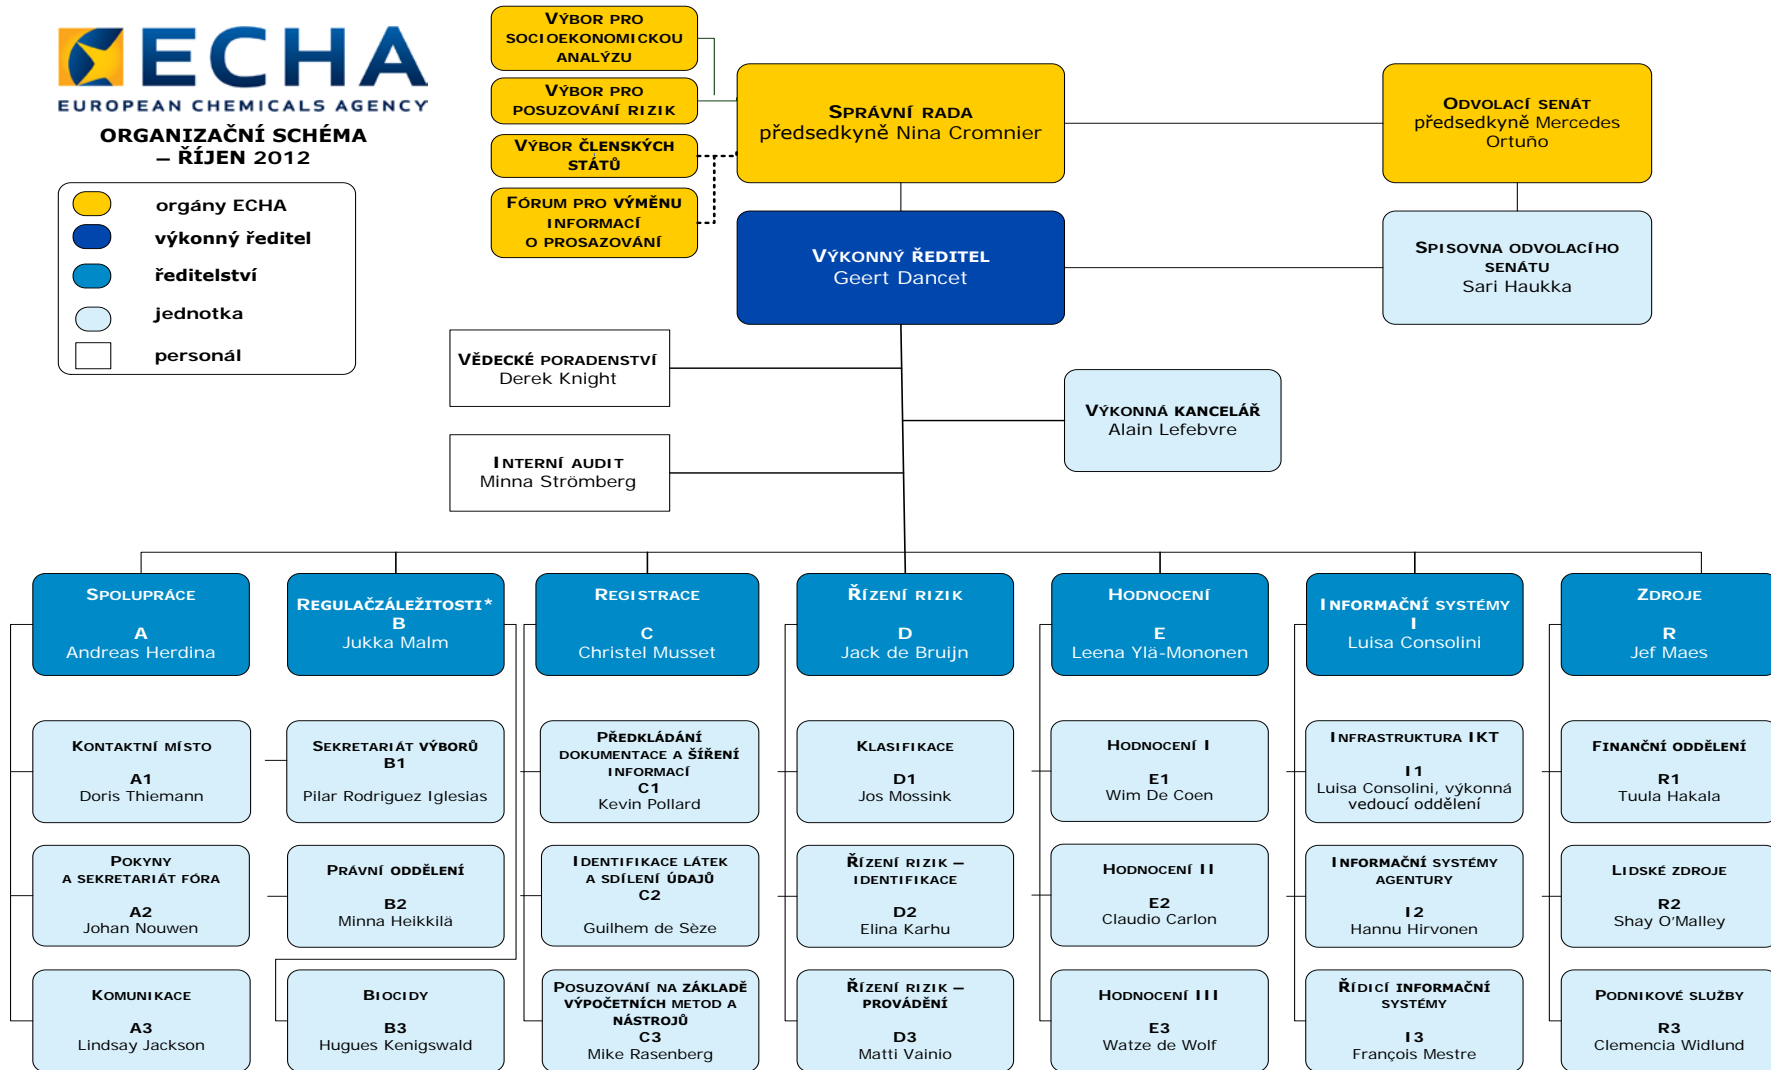 ECHA
EUROPEAN CHEMICALS AGENCY
ORGANIZAČNÍ SCHÉMA
– ŘÍJEN 2012
orgány ECHA
výkonný ředitel
ředitelství
jednotka
personál
VÝBOR PRO
SOCIOEKONOMICKOU
ANALÝZU
VÝBOR PRO
POSUZOVÁNÍ RIZIK
VÝBOR ČLENSKÝCH
STÁTŮ
FÓRUM PRO VÝMĚNU
INFORMACÍ
O PROSAZOVÁNÍ
SPRÁVNÍ RADA
předsedkyně Nina Cromnier
ODVOLACÍ SENÁT
předsedkyně Mercedes
Ortuño
VÝKONNÝ ŘEDITEL
Geert Dancet
SPISOVNA ODVOLACÍHO
SENÁTU
Sari Haukka
VĚDECKÉ PORADENSTVÍ
Derek Knight
VÝKONNÁ KANCELÁŘ
Alain Lefebvre
INTERNÍ AUDIT
Minna Strömberg
SPOLUPRÁCE
A
Andreas Herdina
REGULAČZÁLEŽITOSTI*
B
Jukka Malm
REGISTRACE
C
Christel Musset
ŘÍZENÍ RIZIK
D
Jack de Bruijn
HODNOCENÍ
E
Leena Ylä-Mononen
INFORMAČNÍ SYSTÉMY
I
Luisa Consolini
ZDROJE
R
Jef Maes
KONTAKTNÍ MÍSTO
A1
Doris Thiemann
SEKRETARIÁT VÝBORŮ
B1
Pilar Rodriguez Iglesias
PŘEDKLÁDÁNÍ
DOKUMENTACE A ŠÍŘENÍ
INFORMACÍ
C1
Kevin Pollard
KLASIFIKACE
D1
Jos Mossink
HODNOCENÍ I
E1
Wim De Coen
INFRASTRUKTURA IKT
I1
Luisa Consolini, výkonná
vedoucí oddělení
FINANČNÍ ODDĚLENÍ
R1
Tuula Hakala
POKYNY
A SEKRETARIÁT FÓRA
A2
Johan Nouwen
PRÁVNÍ ODDĚLENÍ
B2
Minna Heikkilä
IDENTIFIKACE LÁTEK
A SDÍLENÍ ÚDAJŮ
C2
Guilhem de Sèze
ŘÍZENÍ RIZIK –
IDENTIFIKACE
D2
Elina Karhu
HODNOCENÍ II
E2
Claudio Carlon
INFORMAČNÍ SYSTÉMY
AGENTURY
I2
Hannu Hirvonen
LIDSKÉ ZDROJE
R2
Shay O'Malley
KOMUNIKACE
A3
Lindsay Jackson
BIOCIDY
B3
Hugues Kenigswald
POSUZOVÁNÍ NA ZÁKLADĚ
VÝPOČETNÍCH METOD A
NÁSTROJŮ
C3
Mike Rasenberg
ŘÍZENÍ RIZIK –
PROVÁDĚNÍ
D3
Matti Vainio
HODNOCENÍ III
E3
Watze de Wolf
ŘÍDICÍ INFORMAČNÍ
SYSTÉMY
I3
François Mestre
PODNIKOVÉ SLUŽBY
R3
Clemencia Widlund